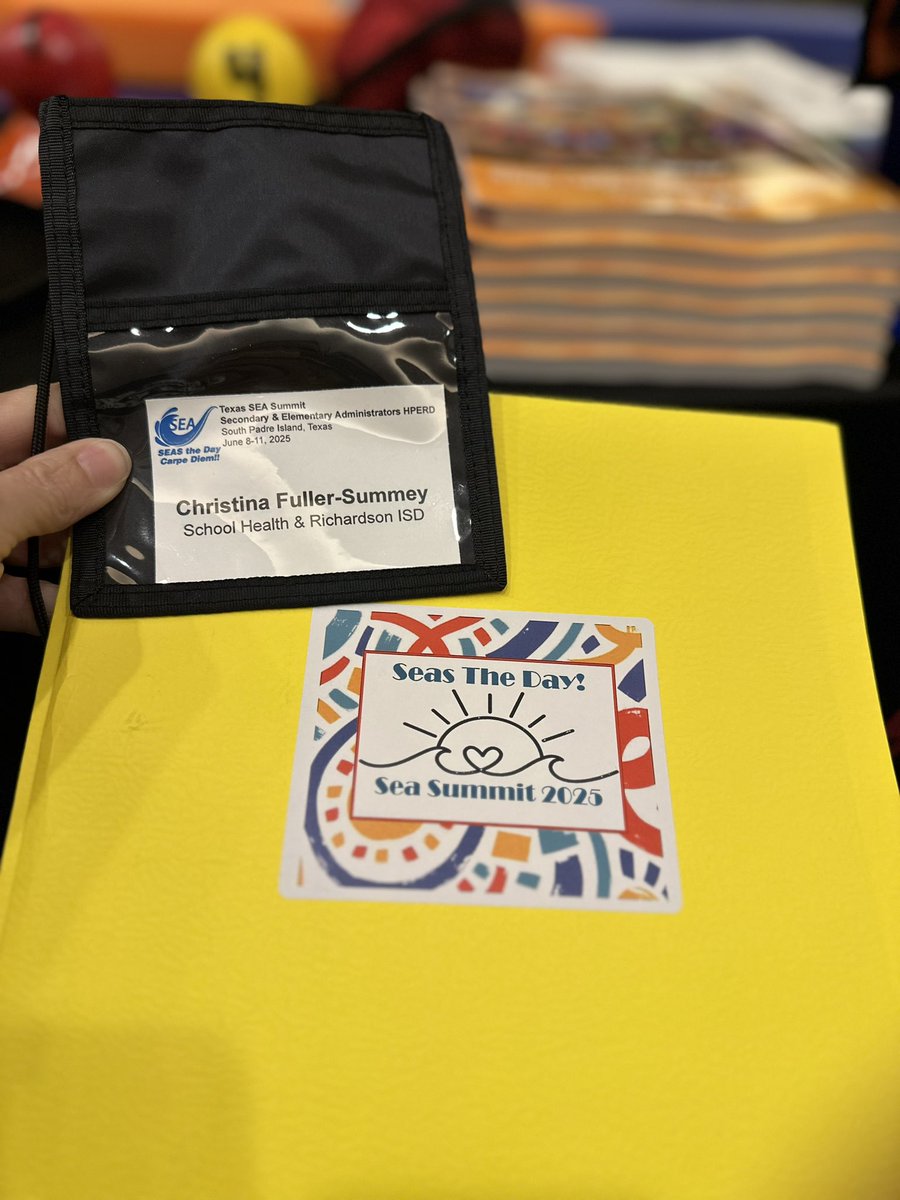 4
SEA
SEAS the Day
Carpe Diem!!
Texas SEA Summit
Secondary & Elementary Administrators HPERD
South Padre Island, Texas
June 8-11, 2025
Christina Fuller-Summey
School Health & Richardson ISD
Seas The Day!
Sea Summit 2025